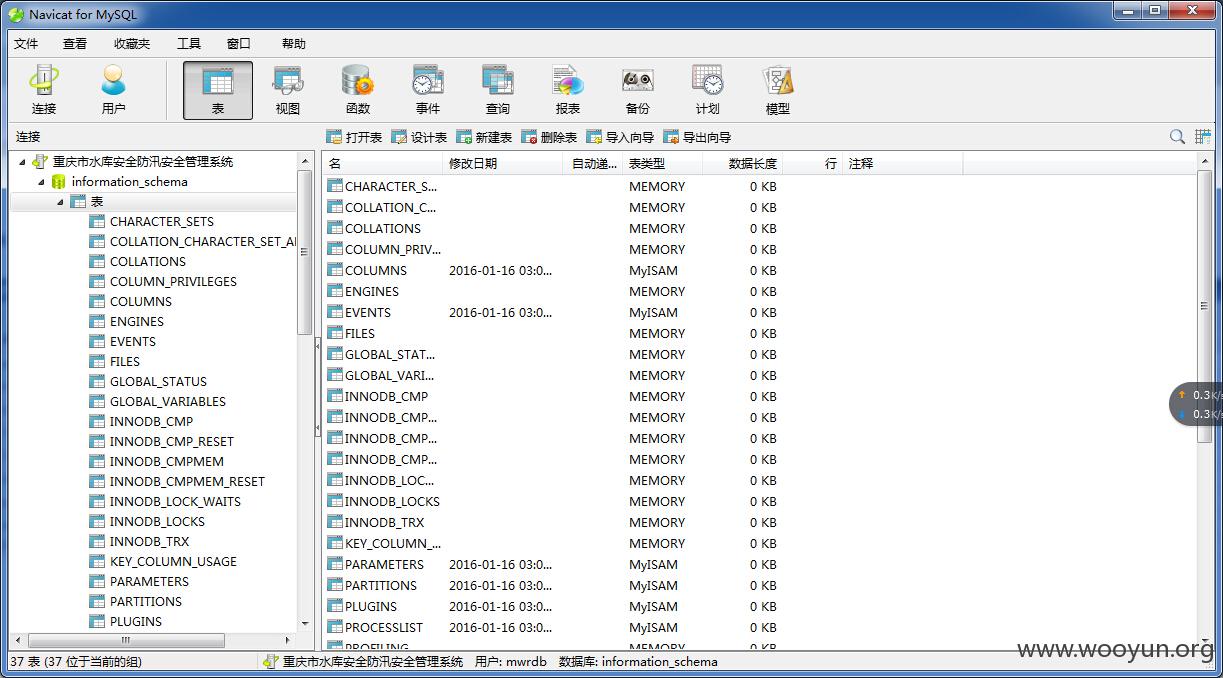 Navicat for MySQL
文件 查看 收藏夹 工具 窗口 帮助
连接 用户 表 视图 函数 事件 查询 报表 备份 计划 模型
连接 打开表 设计表 新建表 删除表 导入向导 导出向导
重庆市水库安全防汛安全管理系统
information_schema
表
CHARACTER_SETS
COLLATION_CHARACTER_SET_AI
COLLATIONS
COLUMN_PRIVILEGES
COLUMNS
ENGINES
EVENTS
FILES
GLOBAL_STATUS
GLOBAL_VARIABLES
INNODB_CMP
INNODB_CMP_RESET
INNODB_CMPMEM
INNODB_CMPMEM_RESET
INNODB_LOCK_WAITS
INNODB_LOCKS
INNODB_TRX
KEY_COLUMN_USAGE
PARAMETERS
PARTITIONS
PLUGINS
名 修改日期 自动递... 表类型 数据长度 行 注释
CHARACTER_S... MEMORY 0 KB
COLLATION_C... MEMORY 0 KB
COLLATIONS MEMORY 0 KB
COLUMN_PRIV... MEMORY 0 KB
COLUMNS 2016-01-16 03:0... MyISAM 0 KB
ENGINES MEMORY 0 KB
EVENTS 2016-01-16 03:0... MyISAM 0 KB
FILES MEMORY 0 KB
GLOBAL_STAT... MEMORY 0 KB
GLOBAL_VARI... MEMORY 0 KB
INNODB_CMP MEMORY 0 KB
INNODB_CMP... MEMORY 0 KB
INNODB_CMP... MEMORY 0 KB
INNODB_CMP... MEMORY 0 KB
INNODB_LOC... MEMORY 0 KB
INNODB_LOCKS MEMORY 0 KB
INNODB_TRX MEMORY 0 KB
KEY_COLUMN_... MEMORY 0 KB
PARAMETERS 2016-01-16 03:0... MyISAM 0 KB
PARTITIONS 2016-01-16 03:0... MyISAM 0 KB
PLUGINS 2016-01-16 03:0... MyISAM 0 KB
PROCESSLIST 2016-01-16 03:0... MyISAM 0 KB
PROFILING MEMORY 0 KB
0.3K/s
0.3K/s
37 表 (37 位于当前的组) 重庆市水库安全防汛安全管理系统 用户: mwrdb 数据库: information_schema
www.wooyun.org